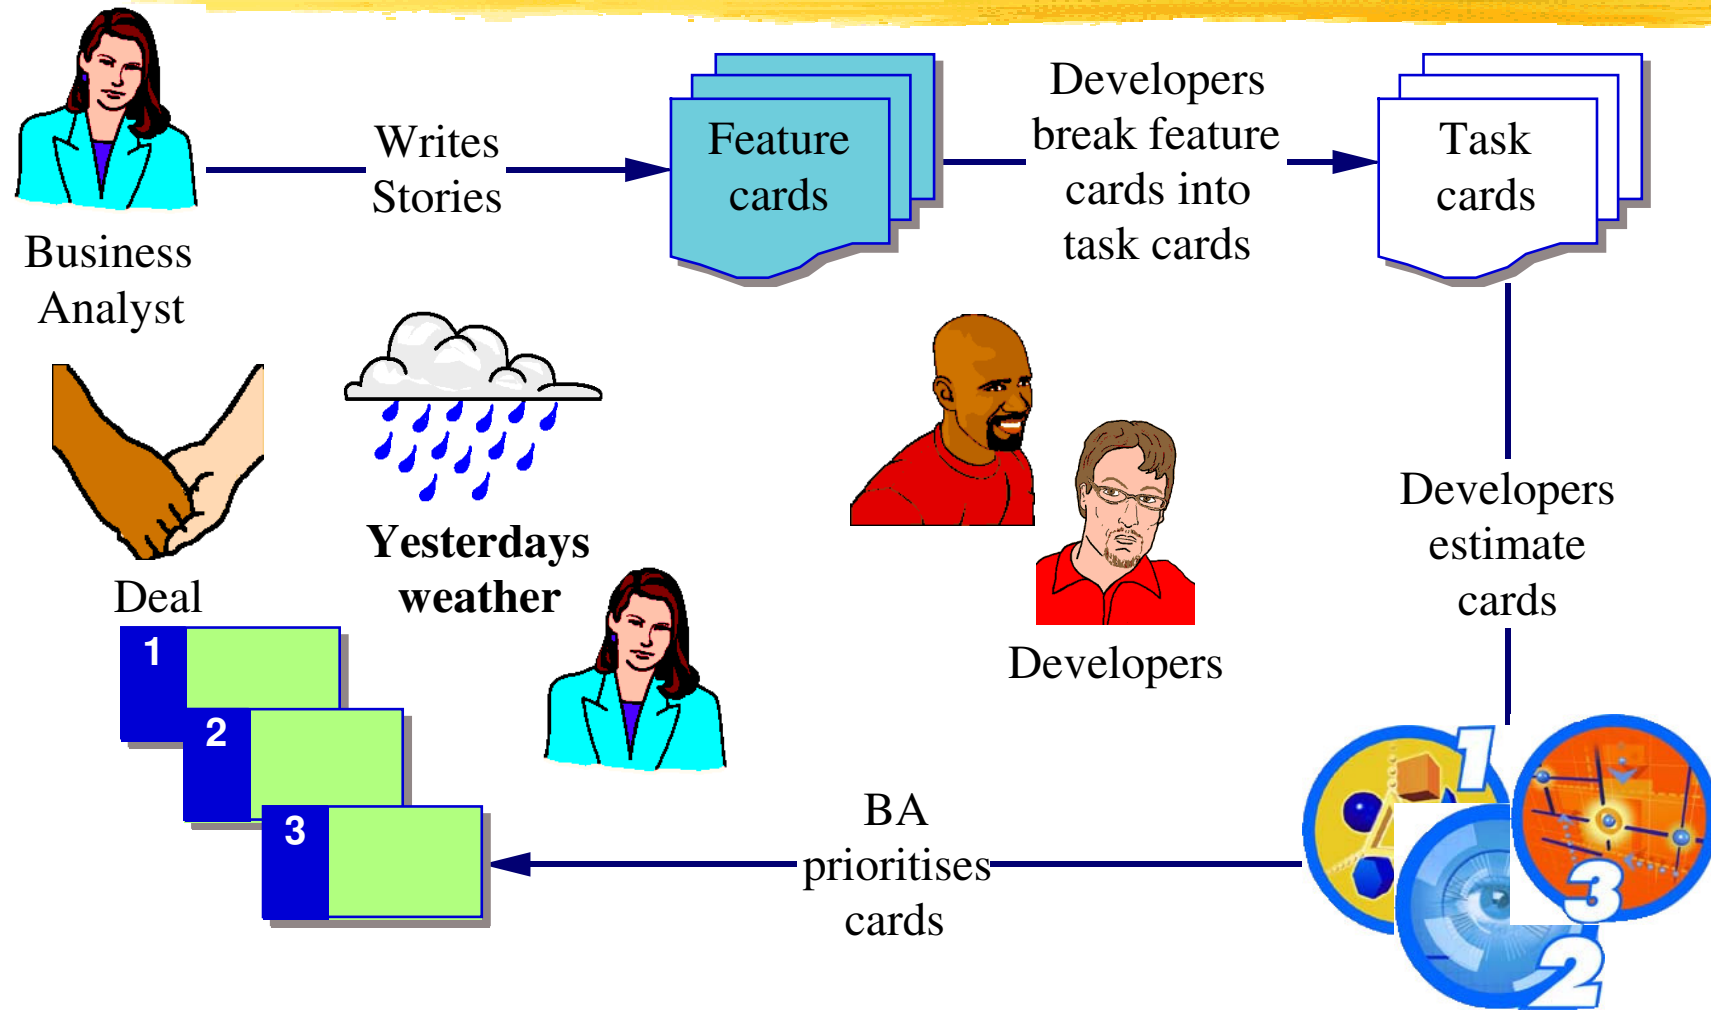 Business
Analyst
Writes
Stories
Feature
cards
Developers
break feature
cards into
task cards
Task
cards
Developers
estimate
cards
Developers
Yesterdays
weather
Deal
1
2
3
BA
prioritises
cards
1
2
3